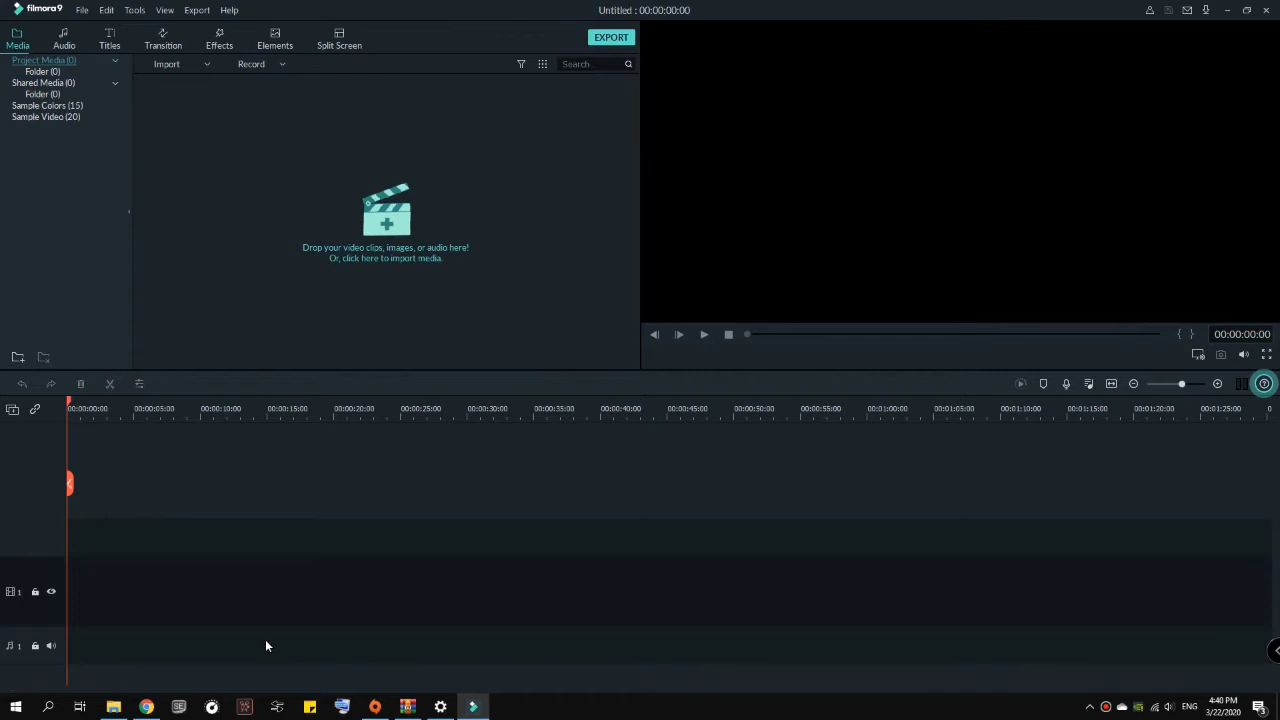 filmora9 File Edit Tools View Export Help Untitled : 00:00:00:00
Media Audio Titles Transition Effects Elements Split Screen EXPORT
Project Media (0)
Folder (0)
Shared Media (0)
Folder (0)
Sample Colors (15)
Sample Video (20)
Import Record Search...
Drop your video clips, images, or audio here!
Or, click here to import media.
00:00:00:00
00:00:00:00 00:00:05:00 00:00:10:00 00:00:15:00 00:00:20:00 00:00:25:00 00:00:30:00 00:00:35:00 00:00:40:00 00:00:45:00 00:00:50:00 00:00:55:00 00:01:00:00 00:01:05:00 00:01:10:00 00:01:15:00 00:01:20:00 00:01:25:00 0
1
1
SE
ENG
4:40 PM
3/22/2020
3